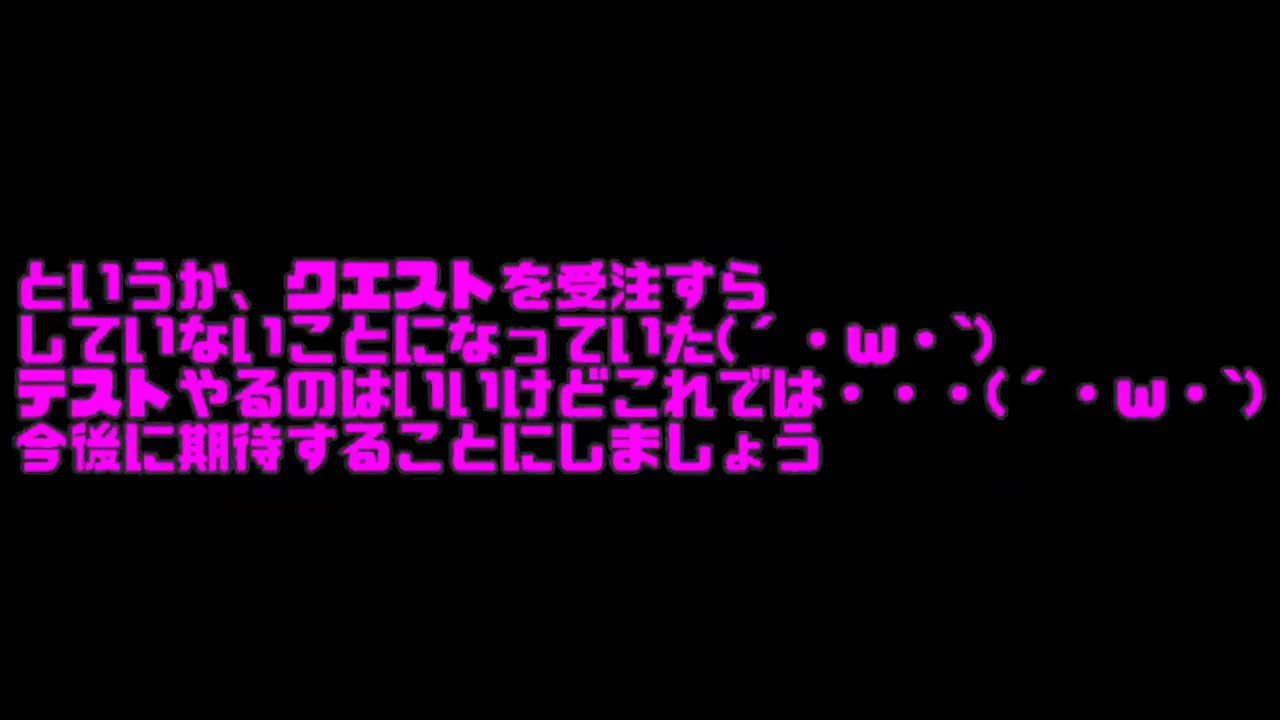 というか、クエストを受注すら
していないことになっていた(´・ω・`)
テストやるのはいいけどこれでは・・・(´・ω・`)
今後に期待することにしましょう